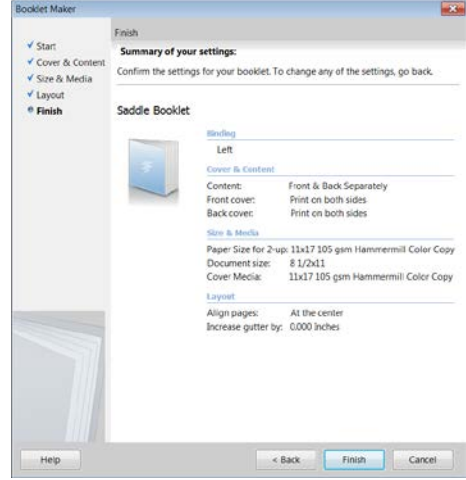 Booklet Maker
Finish
Start
Cover & Content
Size & Media
Layout
Finish
Summary of your settings:
Confirm the settings for your booklet. To change any of the settings, go back.
Saddle Booklet
Binding
Left
Cover & Content
Content: Front & Back Separately
Front cover: Print on both sides
Back cover: Print on both sides
Size & Media
Paper Size for 2-up: 11x17 105 gsm Hammermill Color Copy
Document size: 8 1/2x11
Cover Media: 11x17 105 gsm Hammermill Color Copy
Layout
Align pages: At the center
Increase gutter by: 0.000 Inches
Help
< Back
Finish
Cancel